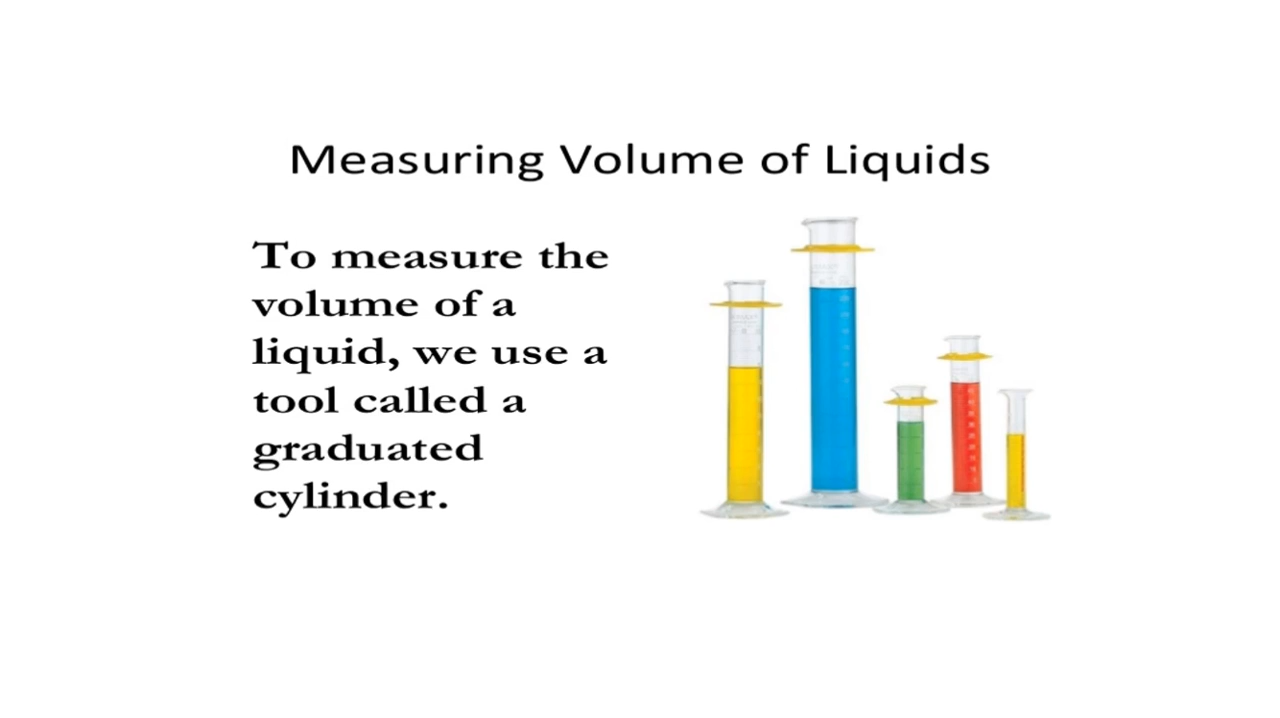 Measuring Volume of Liquids
To measure the
volume of a
liquid, we use a
tool called a
graduated
cylinder.